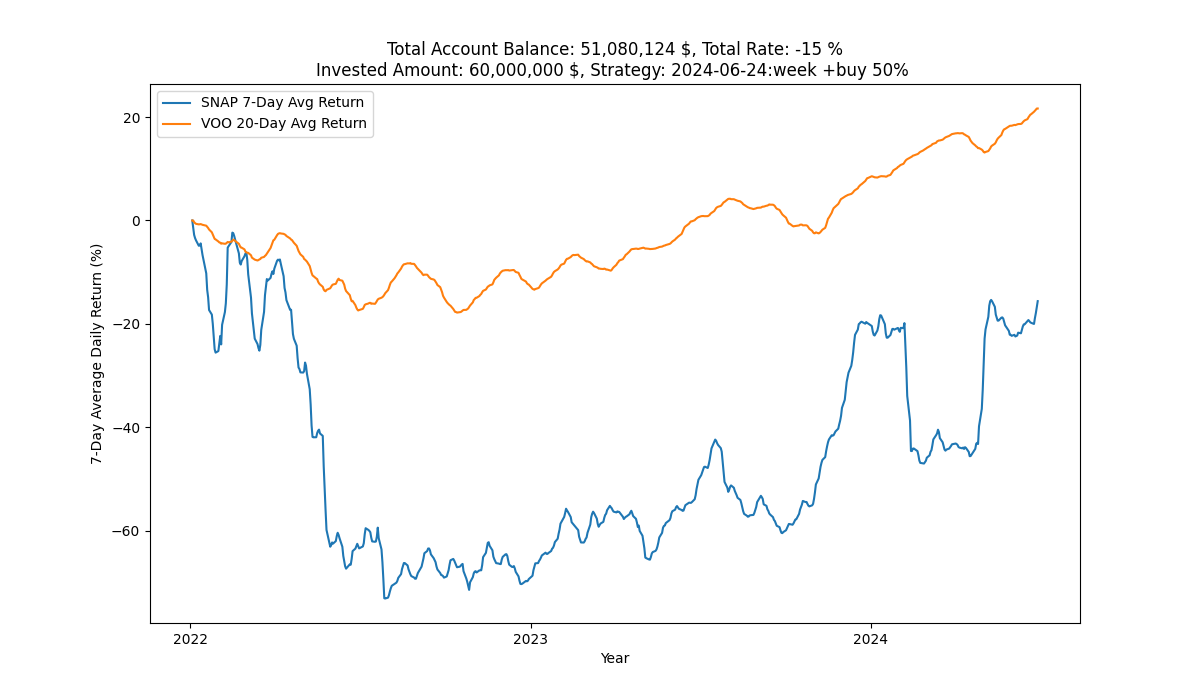 Total Account Balance: 51,080,124 $, Total Rate: -15 %
Invested Amount: 60,000,000 $, Strategy: 2024-06-24:week +buy 50%
SNAP 7-Day Avg Return
VOO 20-Day Avg Return
7-Day Average Daily Return (%)
20
0
−20
−40
−60
2022
2023
2024
Year